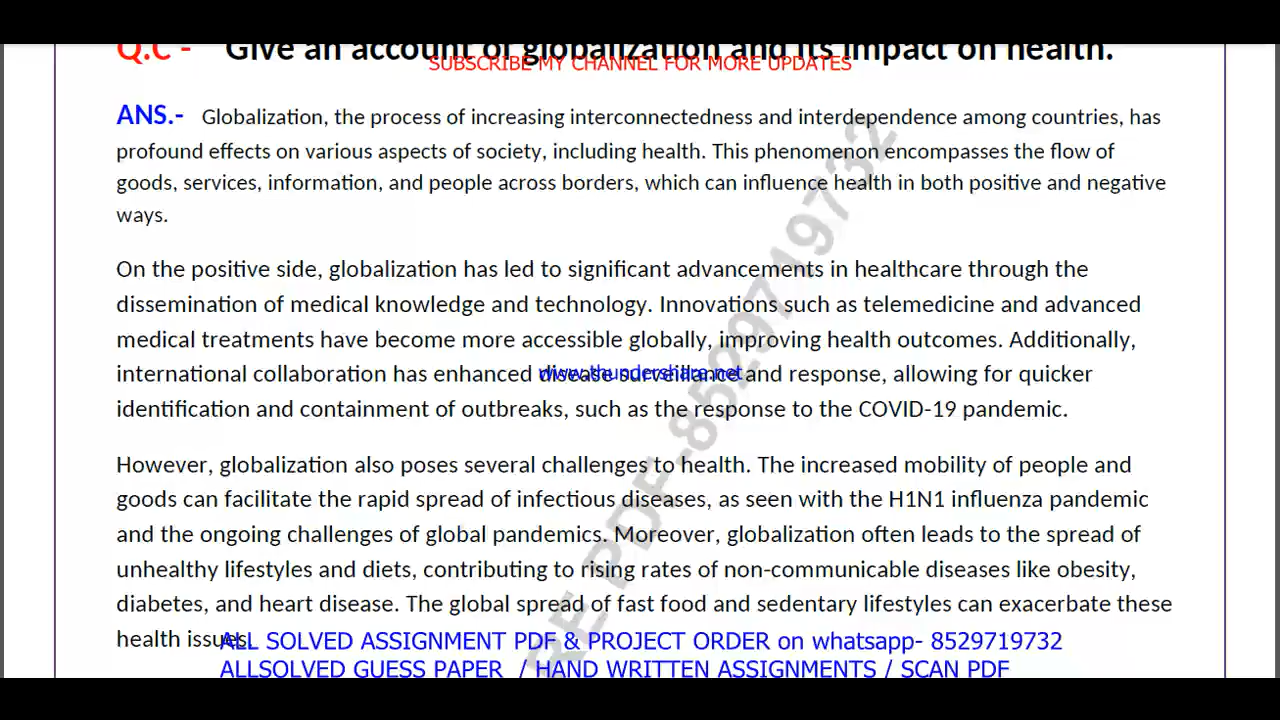 Q.C - Give an account of globalization and its impact on health.
SUBSCRIBE MY CHANNEL FOR MORE UPDATES
ANS.- Globalization, the process of increasing interconnectedness and interdependence among countries, has
profound effects on various aspects of society, including health. This phenomenon encompasses the flow of
goods, services, information, and people across borders, which can influence health in both positive and negative
ways.
On the positive side, globalization has led to significant advancements in healthcare through the
dissemination of medical knowledge and technology. Innovations such as telemedicine and advanced
medical treatments have become more accessible globally, improving health outcomes. Additionally,
international collaboration has enhanced disease surveillance and response, allowing for quicker
www.thundershare.net
identification and containment of outbreaks, such as the response to the COVID-19 pandemic.
However, globalization also poses several challenges to health. The increased mobility of people and
goods can facilitate the rapid spread of infectious diseases, as seen with the H1N1 influenza pandemic
and the ongoing challenges of global pandemics. Moreover, globalization often leads to the spread of
unhealthy lifestyles and diets, contributing to rising rates of non-communicable diseases like obesity,
diabetes, and heart disease. The global spread of fast food and sedentary lifestyles can exacerbate these
health issues.
ALL SOLVED ASSIGNMENT PDF & PROJECT ORDER on whatsapp- 8529719732
ALLSOLVED GUESS PAPER / HAND WRITTEN ASSIGNMENTS / SCAN PDF
RE PDF-8529719732